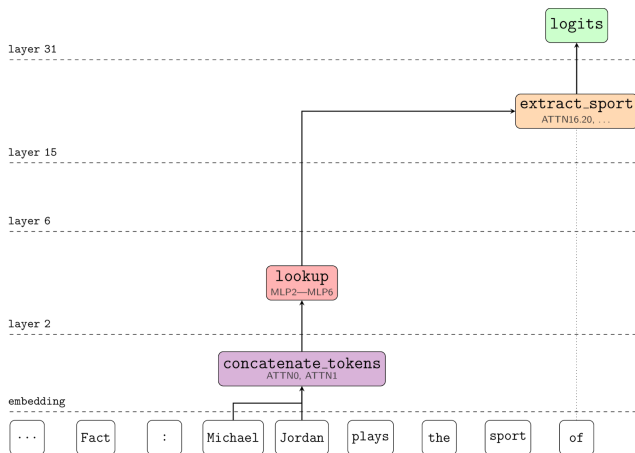 logits
layer 31
extract_sport
ATTN16.20, ...
layer 15
layer 6
lookup
MLP2—MLP6
layer 2
concatenate_tokens
ATTN0, ATTN1
embedding
... Fact : Michael Jordan plays the sport of